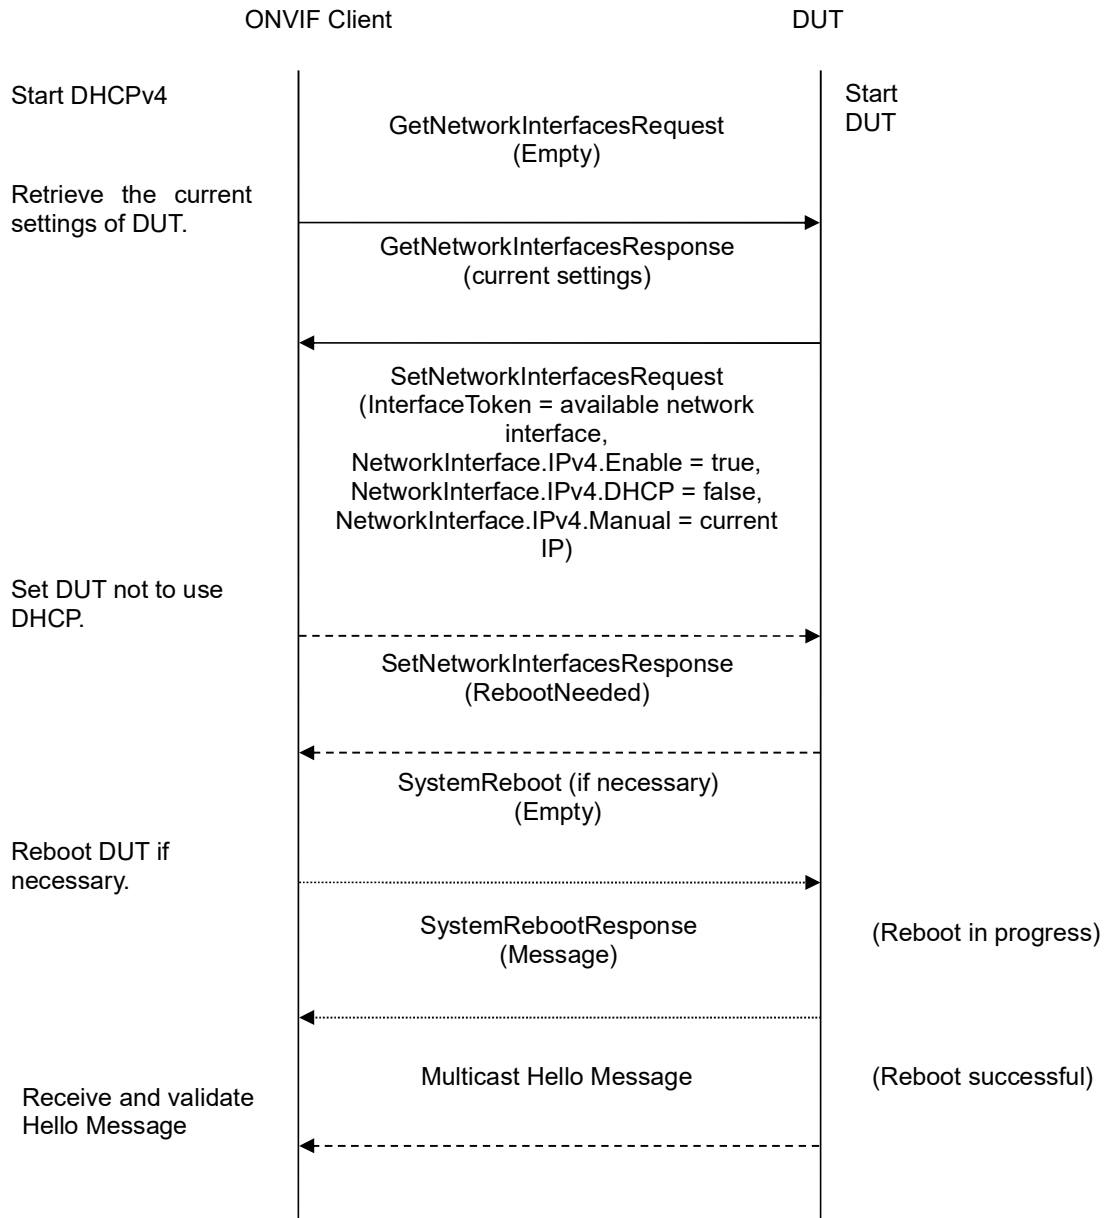 ONVIF Client
DUT
Start DHCPv4
Start
DUT
GetNetworkInterfacesRequest
(Empty)
Retrieve the current
settings of DUT.
GetNetworkInterfacesResponse
(current settings)
SetNetworkInterfacesRequest
(InterfaceToken = available network
interface,
NetworkInterface.IPv4.Enable = true,
NetworkInterface.IPv4.DHCP = false,
NetworkInterface.IPv4.Manual = current
IP)
Set DUT not to use
DHCP.
SetNetworkInterfacesResponse
(RebootNeeded)
SystemReboot (if necessary)
(Empty)
Reboot DUT if
necessary.
SystemRebootResponse
(Message)
(Reboot in progress)
Multicast Hello Message
(Reboot successful)
Receive and validate
Hello Message